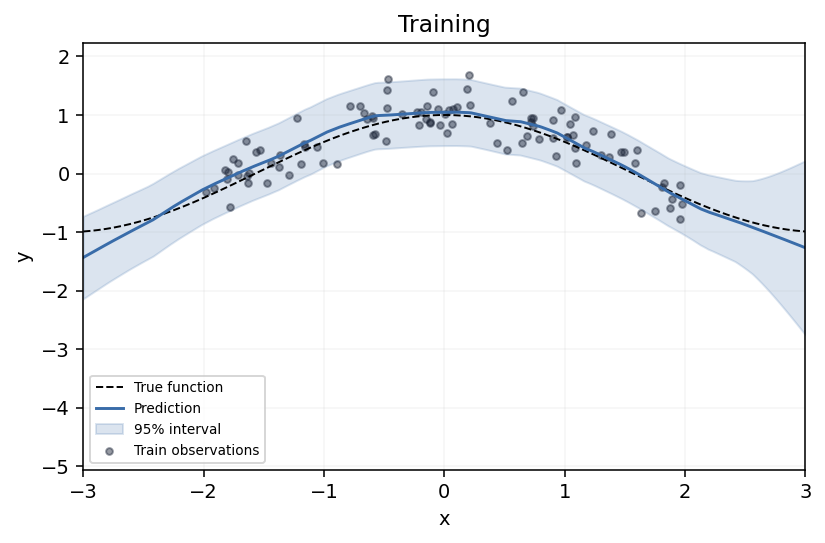 Training
2
1
0
−1
−2
−3
−4
−5
y
True function
Prediction
95% interval
Train observations
−3
−2
−1
0
1
2
3
x